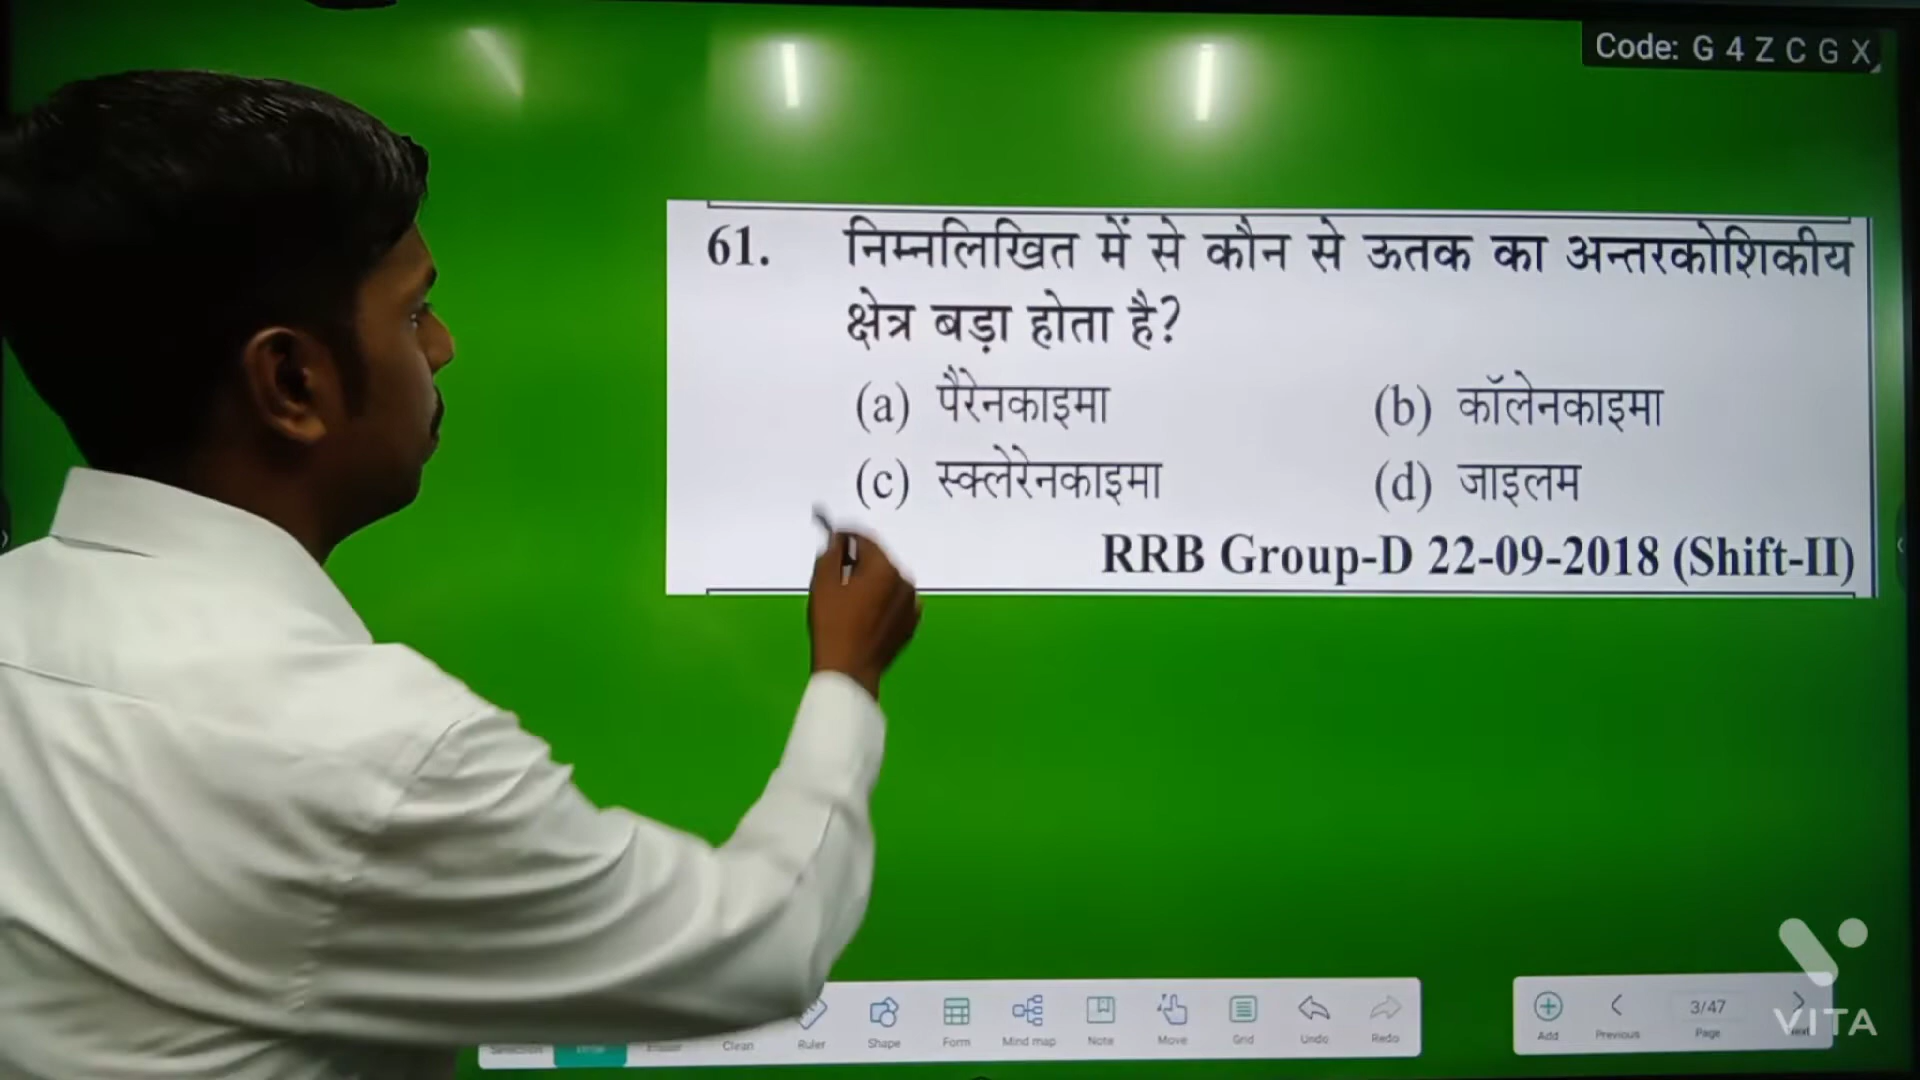 Code: G 4 Z C G X
61. निम्नलिखित में से कौन से ऊतक का अन्तरकोशिकीय
क्षेत्र बड़ा होता है?
(a) पैरेनकाइमा (b) कॉलेनकाइमा
(c) स्क्लेरेनकाइमा (d) जाइलम
RRB Group-D 22-09-2018 (Shift-II)
Clean Ruler Shape Form Mind map Note Move Grid Undo Redo
Add Previous 3/47 Page
VITA